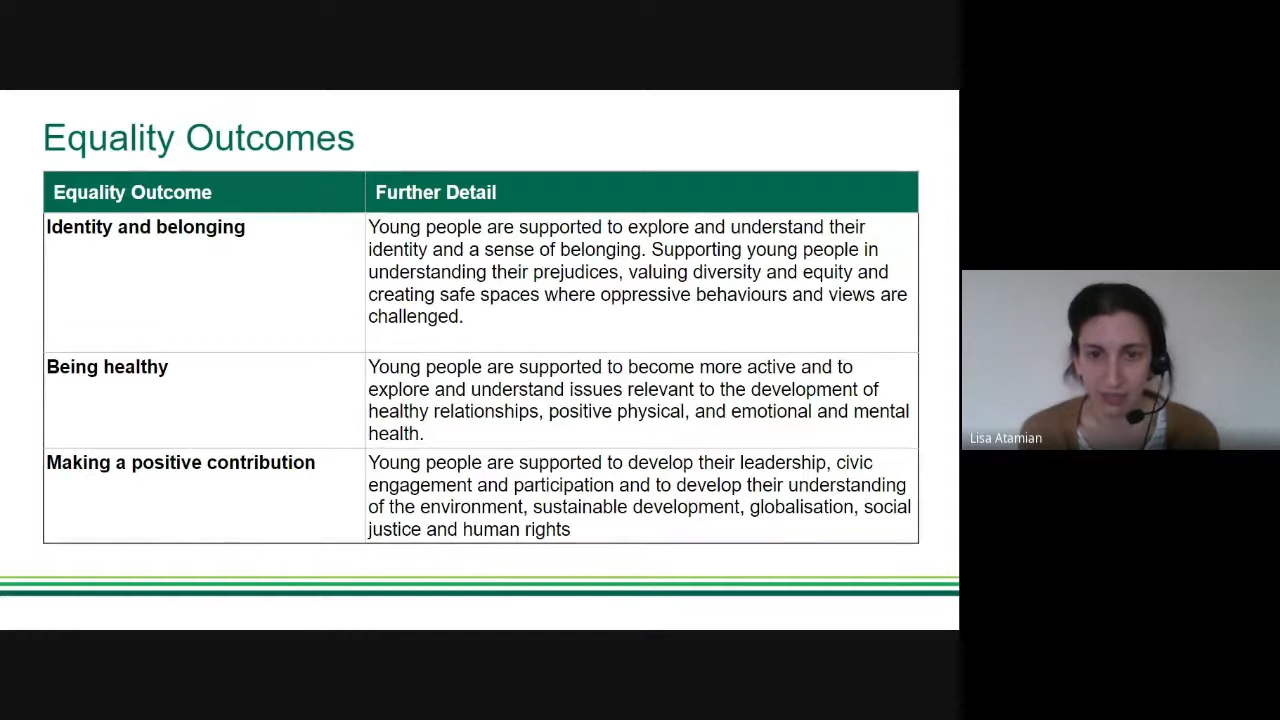 Equality Outcomes
Equality Outcome
Further Detail
Identity and belonging
Young people are supported to explore and understand their
identity and a sense of belonging. Supporting young people in
understanding their prejudices, valuing diversity and equity and
creating safe spaces where oppressive behaviours and views are
challenged.
Being healthy
Young people are supported to become more active and to
explore and understand issues relevant to the development of
healthy relationships, positive physical, and emotional and mental
health.
Making a positive contribution
Young people are supported to develop their leadership, civic
engagement and participation and to develop their understanding
of the environment, sustainable development, globalisation, social
justice and human rights
Lisa Atamian